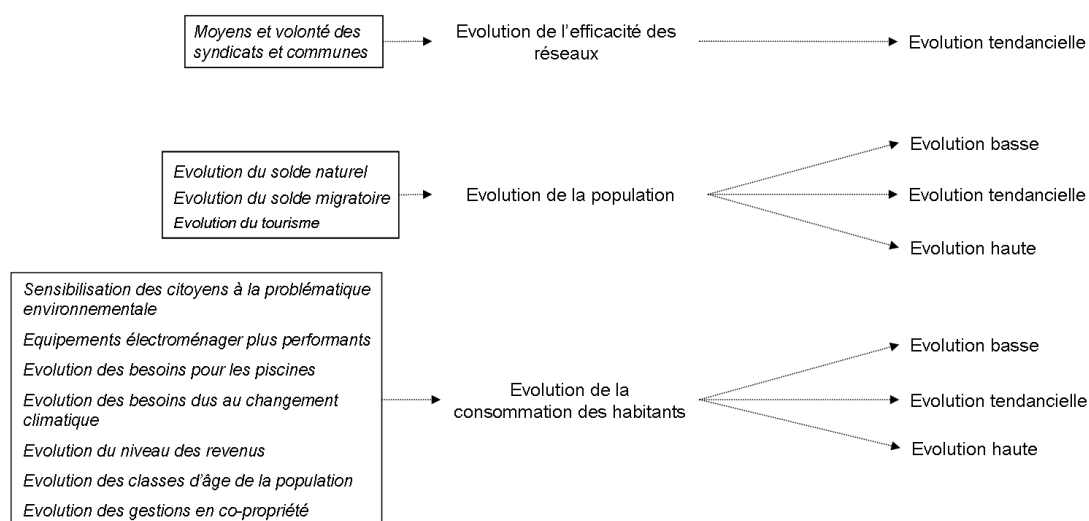 Moyens et volonté des
syndicats et communes
Evolution de l'efficacité des
réseaux
Evolution tendancielle
Evolution du solde naturel
Evolution du solde migratoire
Evolution du tourisme
Evolution de la population
Evolution basse
Evolution tendancielle
Evolution haute
Sensibilisation des citoyens à la problématique
environnementale
Equipements électroménager plus performants
Evolution des besoins pour les piscines
Evolution des besoins dus au changement
climatique
Evolution du niveau des revenus
Evolution des classes d'âge de la population
Evolution des gestions en co-propriété
Evolution de la
consommation des habitants
Evolution basse
Evolution tendancielle
Evolution haute